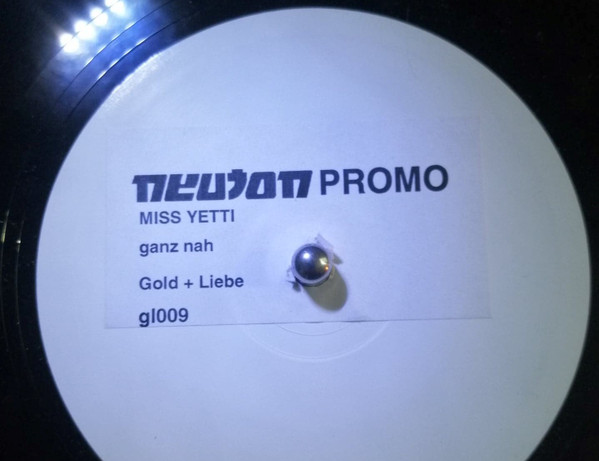 neuton PROMO
MISS YETTI
ganz nah
Gold + Liebe
gl009